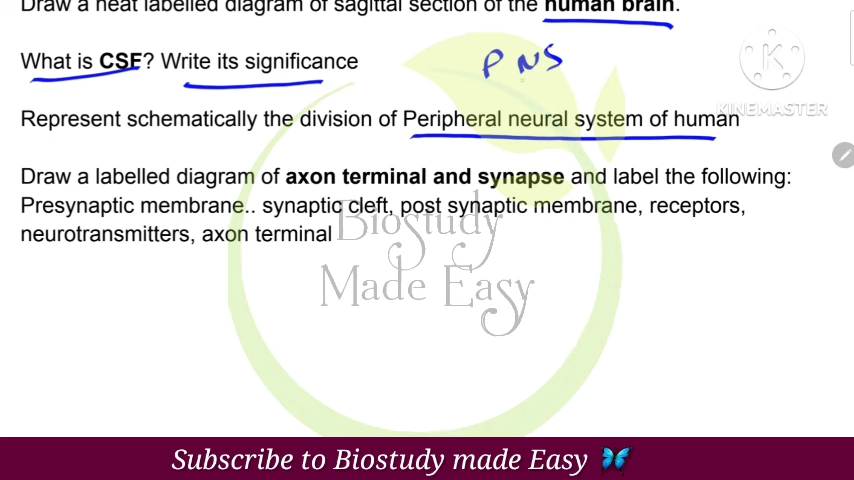 Draw a neat labelled diagram of sagittal section of the human brain.
What is CSF? Write its significance
PNS
KINEMASTER
Represent schematically the division of Peripheral neural system of human
Draw a labelled diagram of axon terminal and synapse and label the following:
Presynaptic membrane.. synaptic cleft, post synaptic membrane, receptors,
neurotransmitters, axon terminal
Biostudy
Made Easy
Subscribe to Biostudy made Easy 🦋